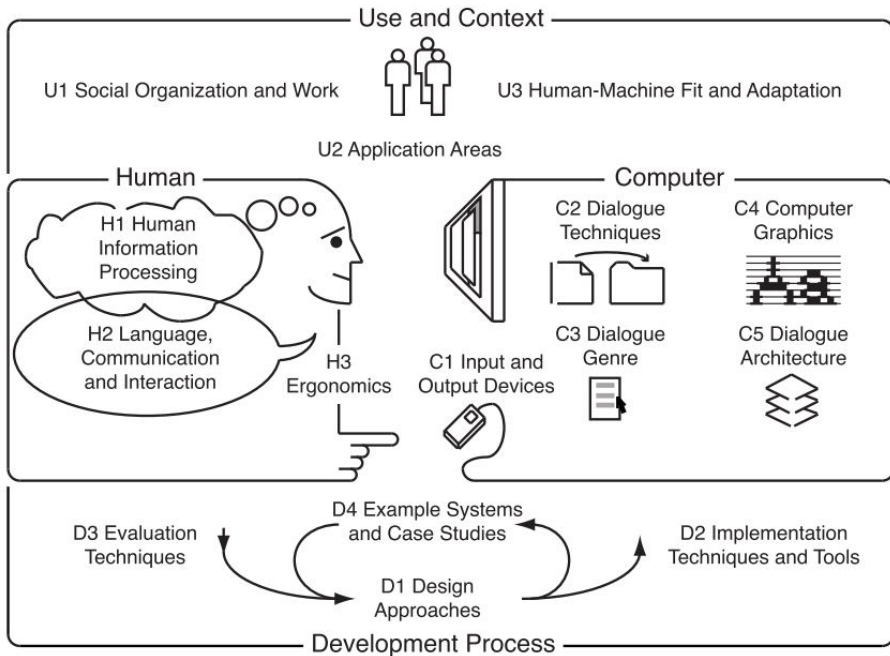 Use and Context
U1 Social Organization and Work
U3 Human-Machine Fit and Adaptation
U2 Application Areas
Human
H1 Human
Information
Processing
H2 Language,
Communication
and Interaction
H3
Ergonomics
Computer
C1 Input and
Output Devices
C2 Dialogue
Techniques
C4 Computer
Graphics
C3 Dialogue
Genre
C5 Dialogue
Architecture
D3 Evaluation
Techniques
D4 Example Systems
and Case Studies
D2 Implementation
Techniques and Tools
D1 Design
Approaches
Development Process